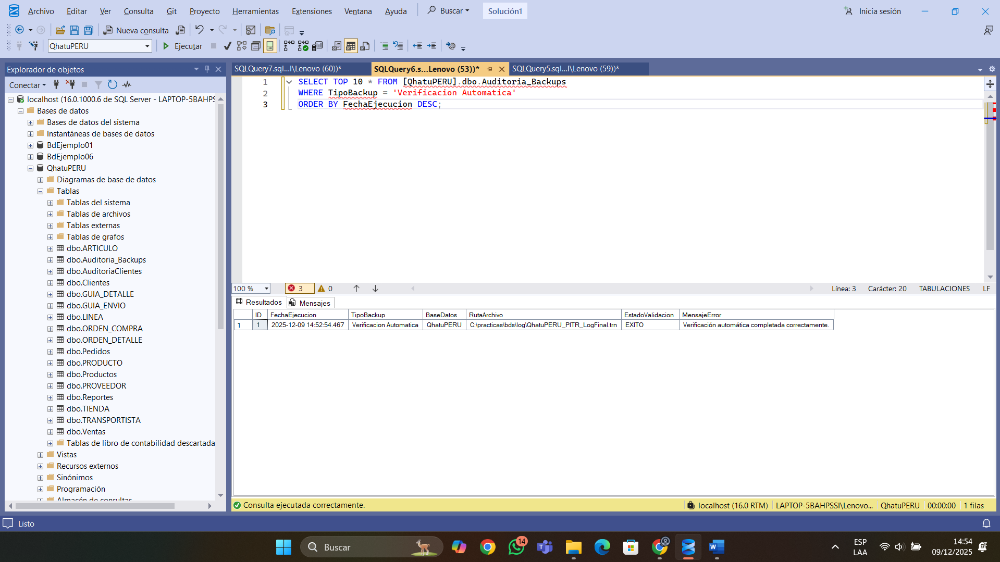 Archivo Editar Ver Consulta Git Proyecto Herramientas Extensiones Ventana Ayuda Buscar Solución1 Inicia sesión
Nueva consulta
QhatuPERU Ejecutar
Explorador de objetos
Conectar
localhost (16.0.1000.6 de SQL Server - LAPTOP-5BAHPS
Bases de datos
Bases de datos del sistema
Instantáneas de bases de datos
BdEjemplo01
BdEjemplo06
QhatuPERU
Diagramas de base de datos
Tablas
Tablas del sistema
Tablas de archivos
Tablas externas
Tablas de grafos
dbo.ARTICULO
dbo.Auditoria_Backups
dbo.AuditoriaClientes
dbo.Clientes
dbo.GUIA_DETALLE
dbo.GUIA_ENVIO
dbo.LINEA
dbo.ORDEN_COMPRA
dbo.ORDEN_DETALLE
dbo.Pedidos
dbo.PRODUCTO
dbo.Productos
dbo.PROVEEDOR
dbo.Reportes
dbo.TIENDA
dbo.TRANSPORTISTA
dbo.Ventas
Tablas de libro de contabilidad descartada
Vistas
Recursos externos
Sinónimos
Programación
Almacén de consultas
SQLQuery7.sql...I\Lenovo (60))* SQLQuery6.s...Lenovo (53))* SQLQuery5.sql...I\Lenovo (59))*
1 SELECT TOP 10 * FROM [QhatuPERU].dbo.Auditoria_Backups
2 WHERE TipoBackup = 'Verificacion Automatica'
3 ORDER BY FechaEjecucion DESC;
100 % 3 0 Línea: 3 Carácter: 20 TABULACIONES LF
Resultados Mensajes
ID FechaEjecucion TipoBackup BaseDatos RutaArchivo EstadoValidacion MensajeError
1 1 2025-12-09 14:52:54.467 Verificacion Automatica QhatuPERU C:\practicas\bds\log\QhatuPERU_PITR_LogFinal.trn EXITO Verificación automática completada correctamente.
Consulta ejecutada correctamente. localhost (16.0 RTM) LAPTOP-5BAHPSSI\Lenovo... QhatuPERU 00:00:00 1 filas
Listo
Buscar 14 ESP LAA 14:54 09/12/2025